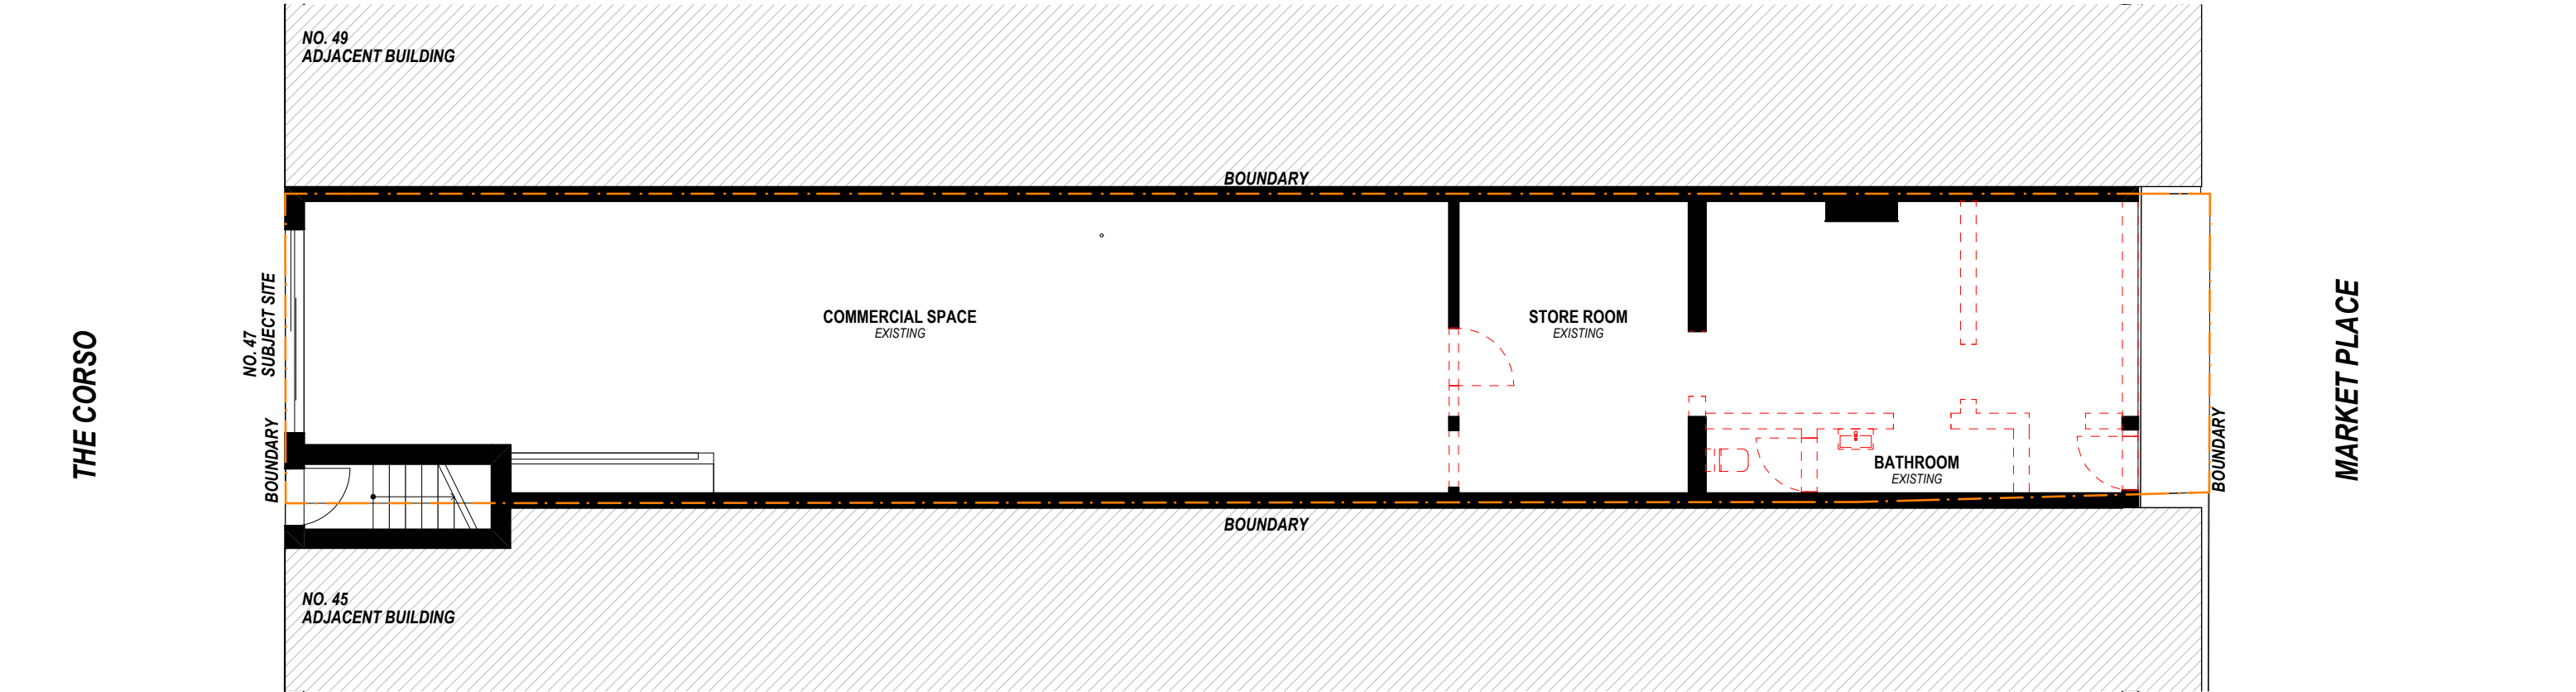 NO. 49
ADJACENT BUILDING
BOUNDARY
THE CORSO
NO. 47
SUBJECT SITE
BOUNDARY
COMMERCIAL SPACE
EXISTING
STORE ROOM
EXISTING
BATHROOM
EXISTING
BOUNDARY
MARKET PLACE
BOUNDARY
NO. 45
ADJACENT BUILDING